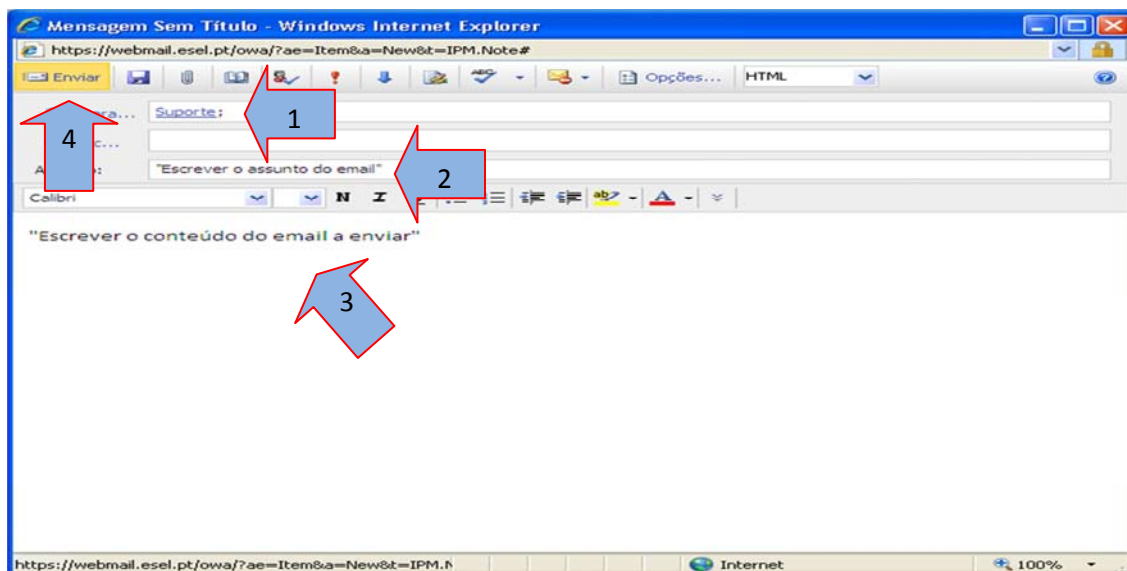 Mensagem Sem Título - Windows Internet Explorer
https://webmail.esel.pt/owa/?ae=Item&a=New&t=IPM.Note#
Enviar Opções... HTML
Suporte; 1
4
"Escrever o assunto do email" 2
Calibri N I
"Escrever o conteúdo do email a enviar"
3
https://webmail.esel.pt/owa/?ae=Item&a=New&t=IPM.N Internet 100%